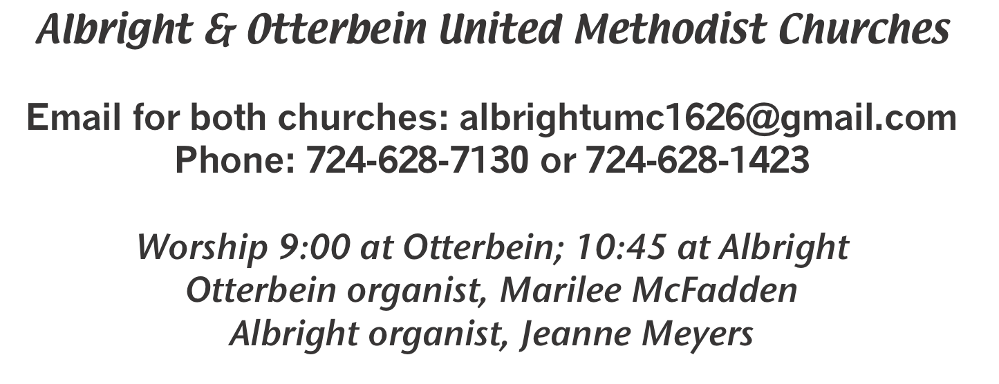 Albright & Otterbein United Methodist Churches
Email for both churches: albrightumc1626@gmail.com
Phone: 724-628-7130 or 724-628-1423
Worship 9:00 at Otterbein; 10:45 at Albright
Otterbein organist, Marilee McFadden
Albright organist, Jeanne Meyers